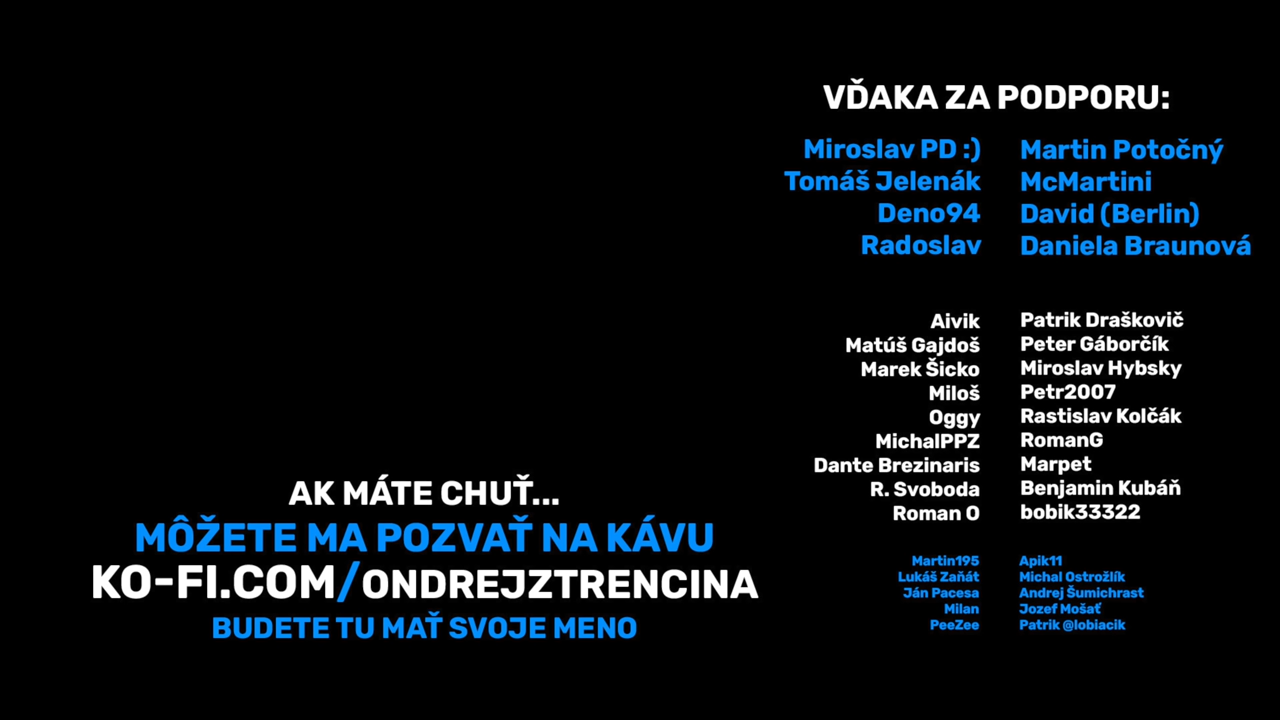 VĎAKA ZA PODPORU:
Miroslav PD :) Martin Potočný
Tomáš Jelenák McMartini
Deno94 David (Berlin)
Radoslav Daniela Braunová
Aivik Patrik Draškovič
Matúš Gajdoš Peter Gáborčík
Marek Šicko Miroslav Hybsky
Miloš Petr2007
Oggy Rastislav Kolčák
MichalPPZ RomanG
Dante Brezinaris Marpet
R. Svoboda Benjamin Kubáň
Roman O bobik33322
Martin195 Apik11
Lukáš Zaňát Michal Ostrožlík
Ján Pacesa Andrej Šumichrast
Milan Jozef Mošať
PeeZee Patrik @lobiacik
AK MÁTE CHUŤ...
MÔŽETE MA POZVAŤ NA KÁVU
KO-FI.COM/ONDREJZTRENCINA
BUDETE TU MAŤ SVOJE MENO